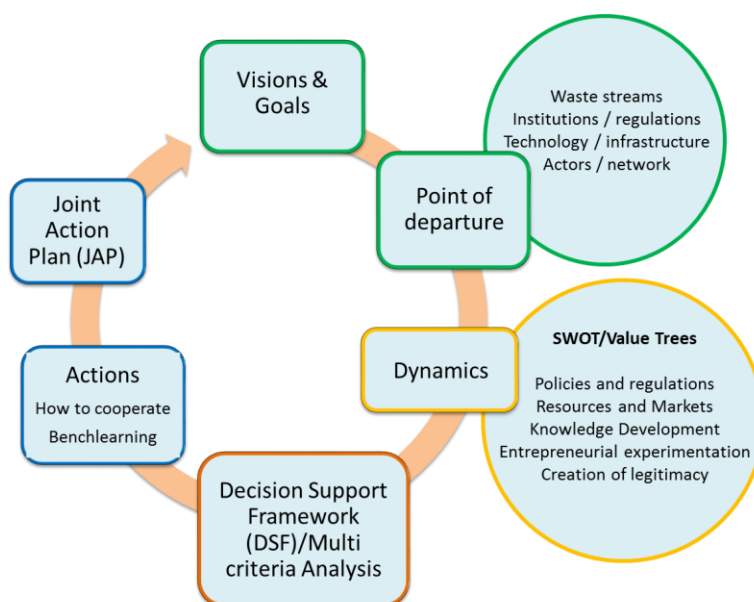 Visions &
Goals
Waste streams
Institutions / regulations
Technology / infrastructure
Actors / network
Point of
departure
SWOT/Value Trees
Policies and regulations
Resources and Markets
Knowledge Development
Entrepreneurial experimentation
Creation of legitimacy
Dynamics
Decision Support
Framework
(DSF)/Multi
criteria Analysis
Actions
How to cooperate
Benchlearning
Joint
Action
Plan (JAP)